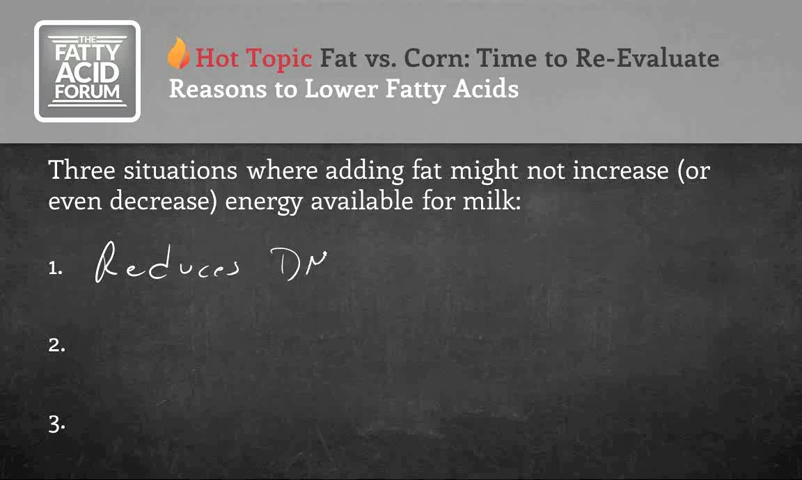 THE
FATTY
ACID
FORUM
Hot Topic Fat vs. Corn: Time to Re-Evaluate
Reasons to Lower Fatty Acids
Three situations where adding fat might not increase (or
even decrease) energy available for milk:
1. Reduces DM
2.
3.